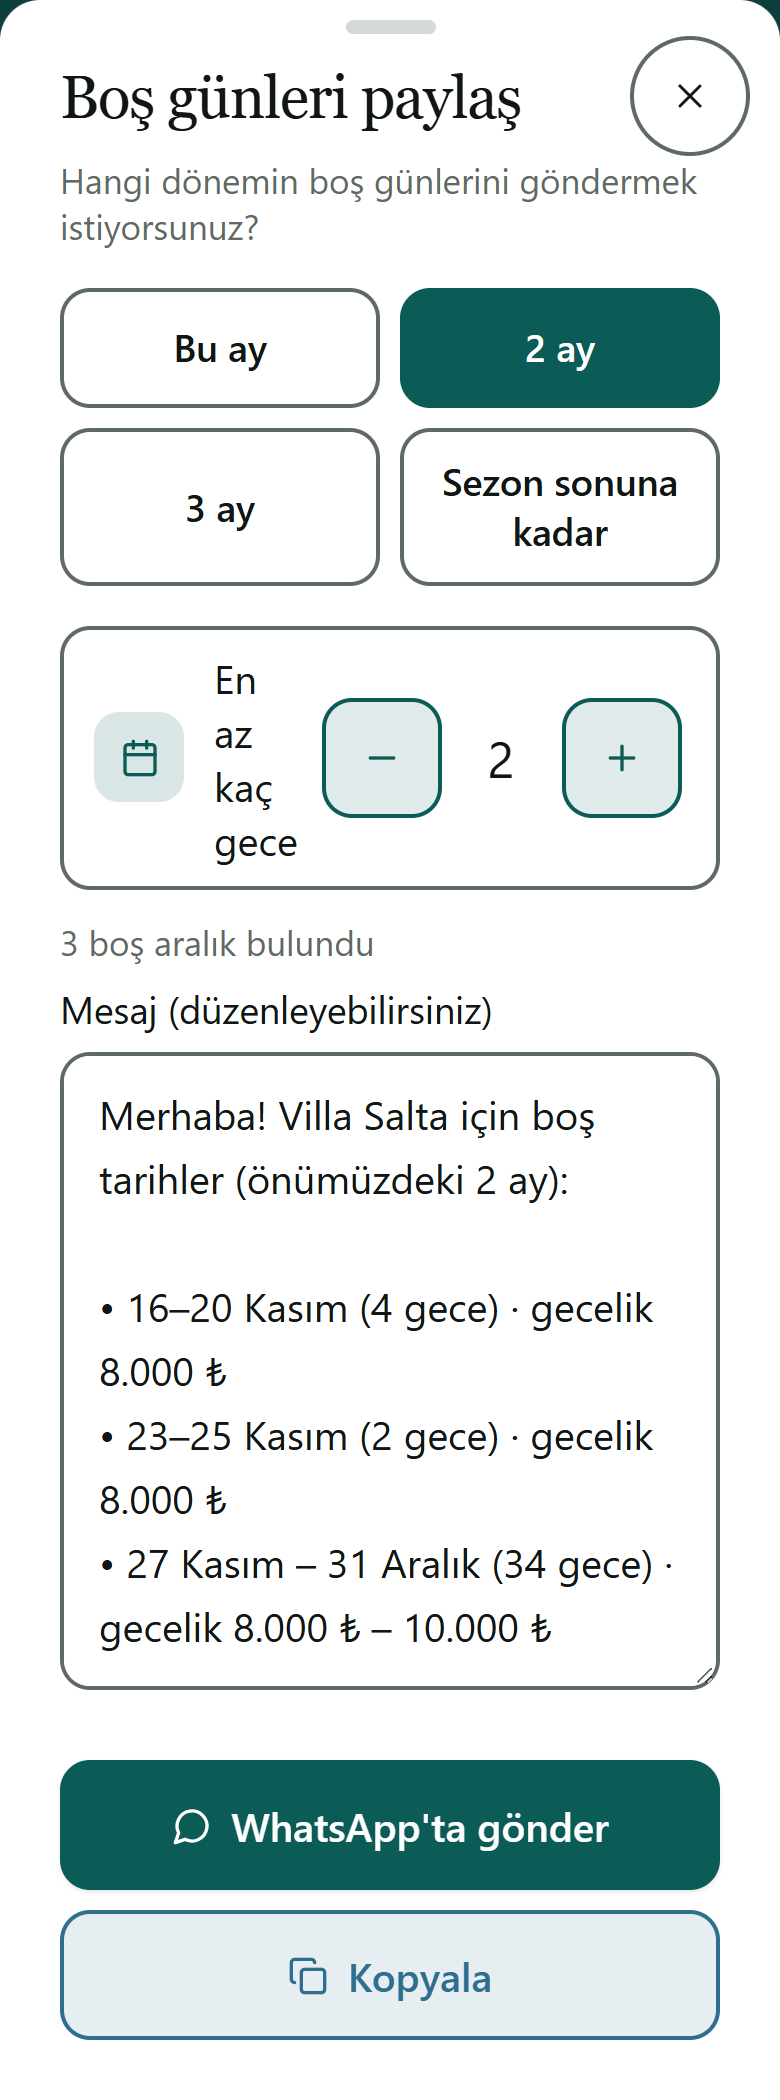 Boş günleri paylaş
Hangi dönemin boş günlerini göndermek
istiyorsunuz?
Bu ay
2 ay
3 ay
Sezon sonuna
kadar
En
az
kaç
gece
2
3 boş aralık bulundu
Mesaj (düzenleyebilirsiniz)
Merhaba! Villa Salta için boş
tarihler (önümüzdeki 2 ay):
• 16–20 Kasım (4 gece) · gecelik
8.000 ₺
• 23–25 Kasım (2 gece) · gecelik
8.000 ₺
• 27 Kasım – 31 Aralık (34 gece) ·
gecelik 8.000 ₺ – 10.000 ₺
WhatsApp'ta gönder
Kopyala